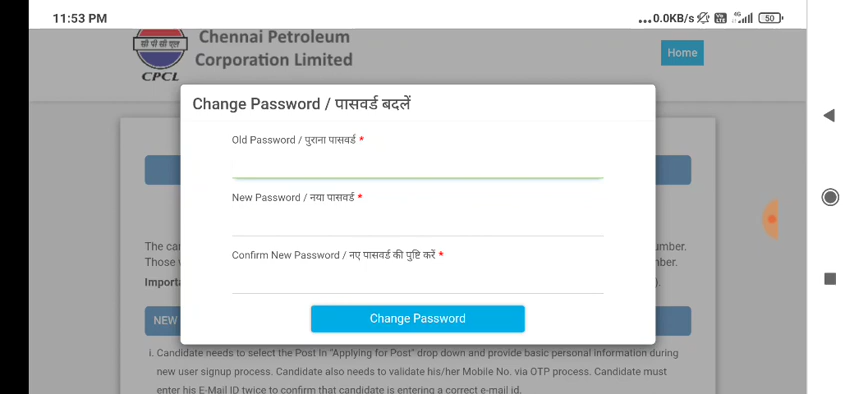 11:53 PM
...0.0KB/s 4G 50
Chennai Petroleum
Corporation Limited
सी पी सी एल
CPCL
Home
Change Password / पासवर्ड बदलें
Old Password / पुराना पासवर्ड *
New Password / नया पासवर्ड *
Confirm New Password / नए पासवर्ड की पुष्टि करें *
Change Password
The
umber.
Those
ber.
Import
).
NEW
i. Candidate needs to select the Post in "Applying for Post" drop down and provide basic personal information during
new user signup process. Candidate also needs to validate his/her Mobile No. via OTP process. Candidate must
enter his E-Mail ID twice to confirm that candidate is entering a correct e-mail id.